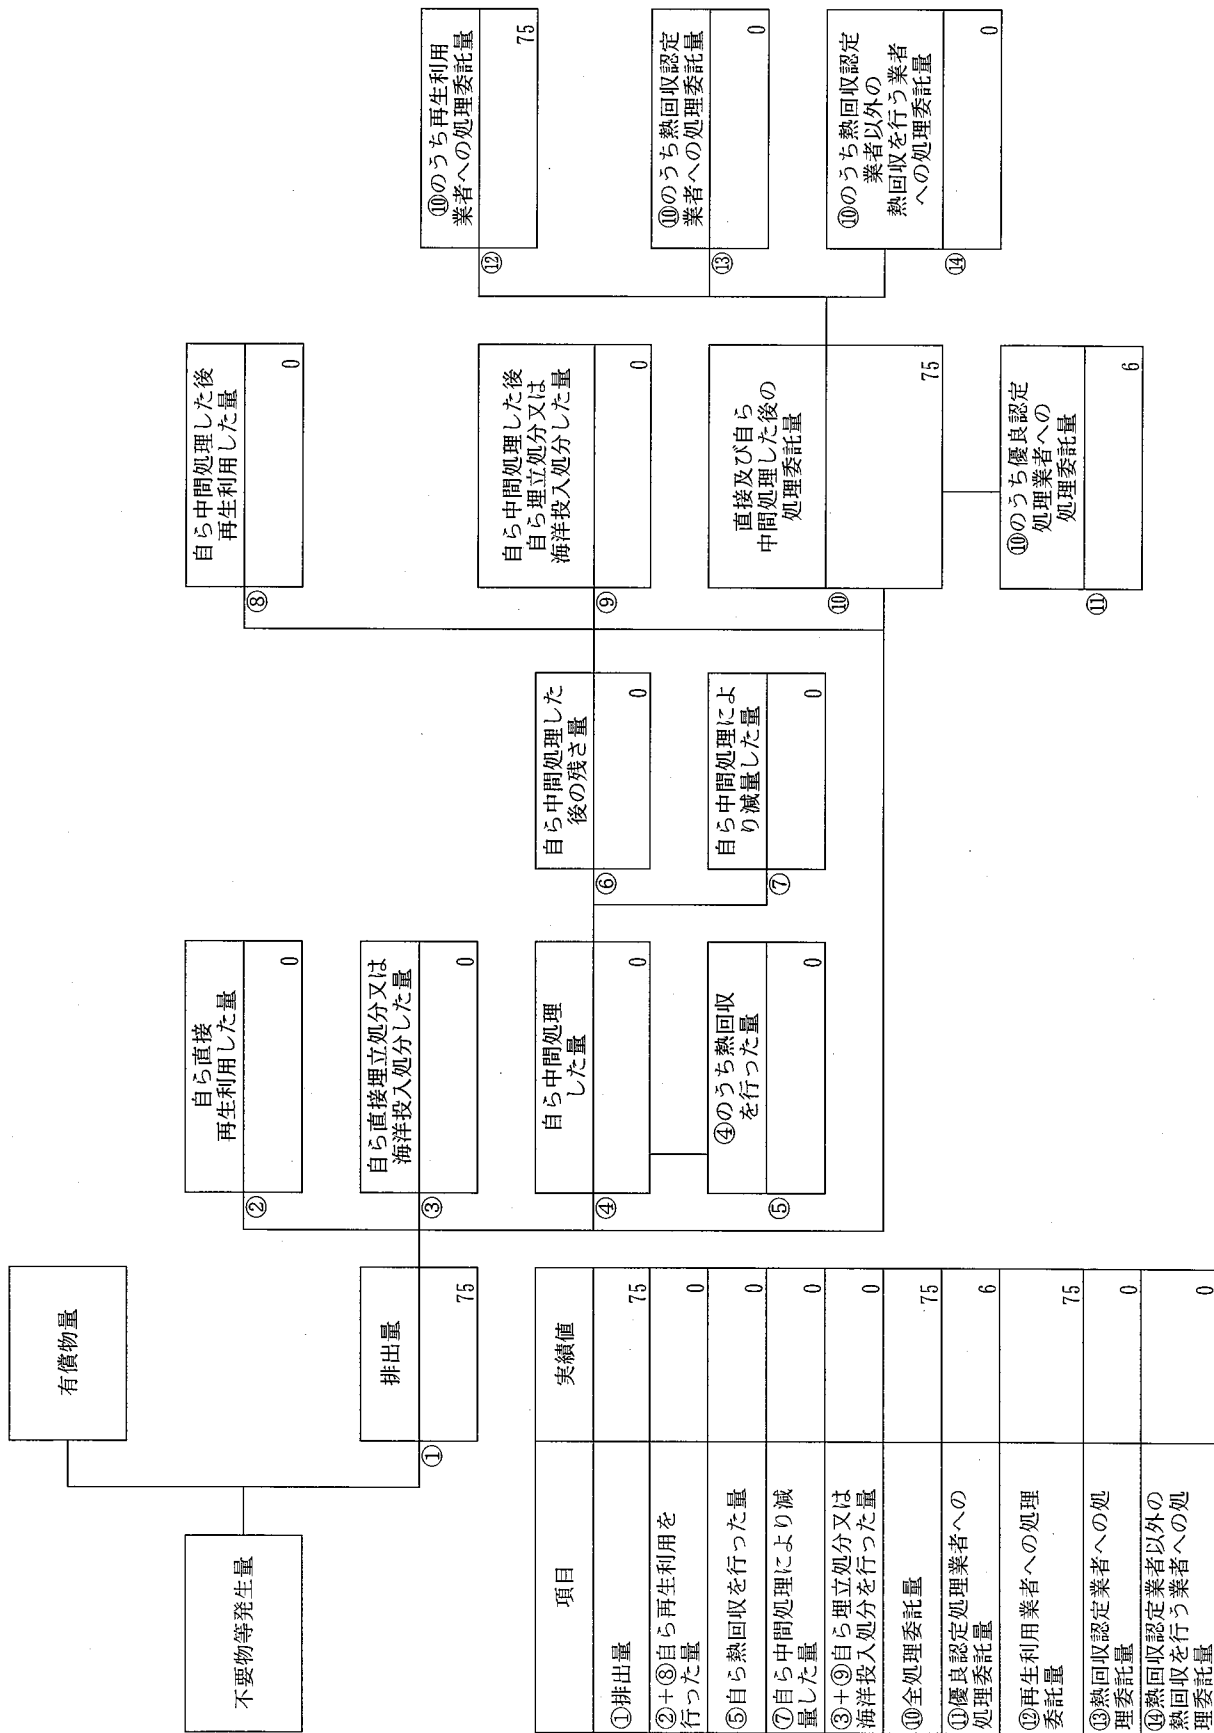 不要物等発生量
有償物量
①
排出量
75
②
自ら直接
再生利用した量
0
③
自ら直接埋立処分又は
海洋投入処分した量
0
④
自ら中間処理
した量
0
⑤
④のうち熱回収
を行った量
0
⑥
自ら中間処理した
後の残さ量
0
⑦
自ら中間処理によ
り減量した量
0
⑧
自ら中間処理した後
再生利用した量
0
⑨
自ら中間処理した後
自ら埋立処分又は
海洋投入処分した量
0
⑩
直接及び自ら
中間処理した後の
処理委託量
75
⑪
⑩のうち優良認定
処理業者への
処理委託量
6
⑫
⑩のうち再生利用
業者への処理委託量
75
⑬
⑩のうち熱回収認定
業者への処理委託量
0
⑭
⑩のうち熱回収認定
業者以外の
熱回収を行う業者
への処理委託量
0
項目 実績値
①排出量 75
②+⑧自ら再生利用を
行った量 0
⑤自ら熱回収を行った量 0
⑦自ら中間処理により減
量した量 0
③+⑨自ら埋立処分又は
海洋投入処分を行った量 0
⑩全処理委託量 75
⑪優良認定処理業者への
処理委託量 6
⑫再生利用業者への処理
委託量 75
⑬熱回収認定業者への処
理委託量 0
⑭熱回収認定業者以外の
熱回収を行う業者への処
理委託量 0